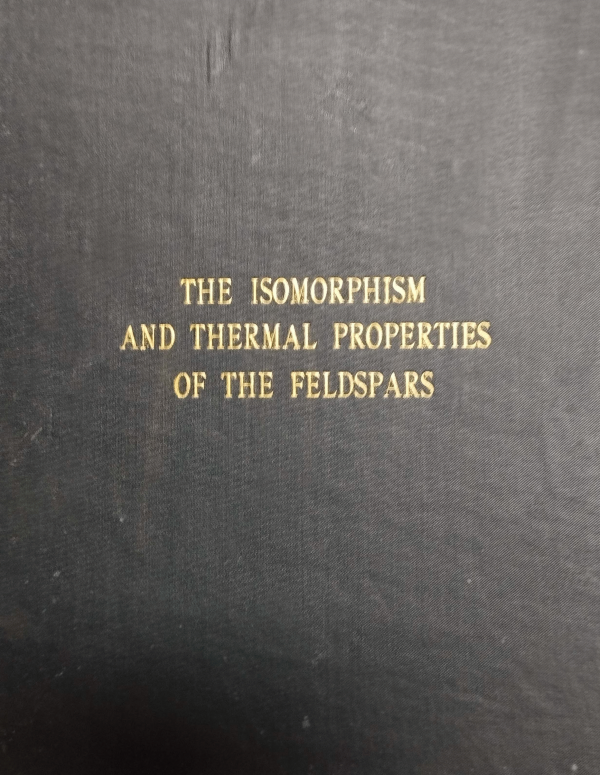 THE ISOMORPHISM
AND THERMAL PROPERTIES
OF THE FELDSPARS